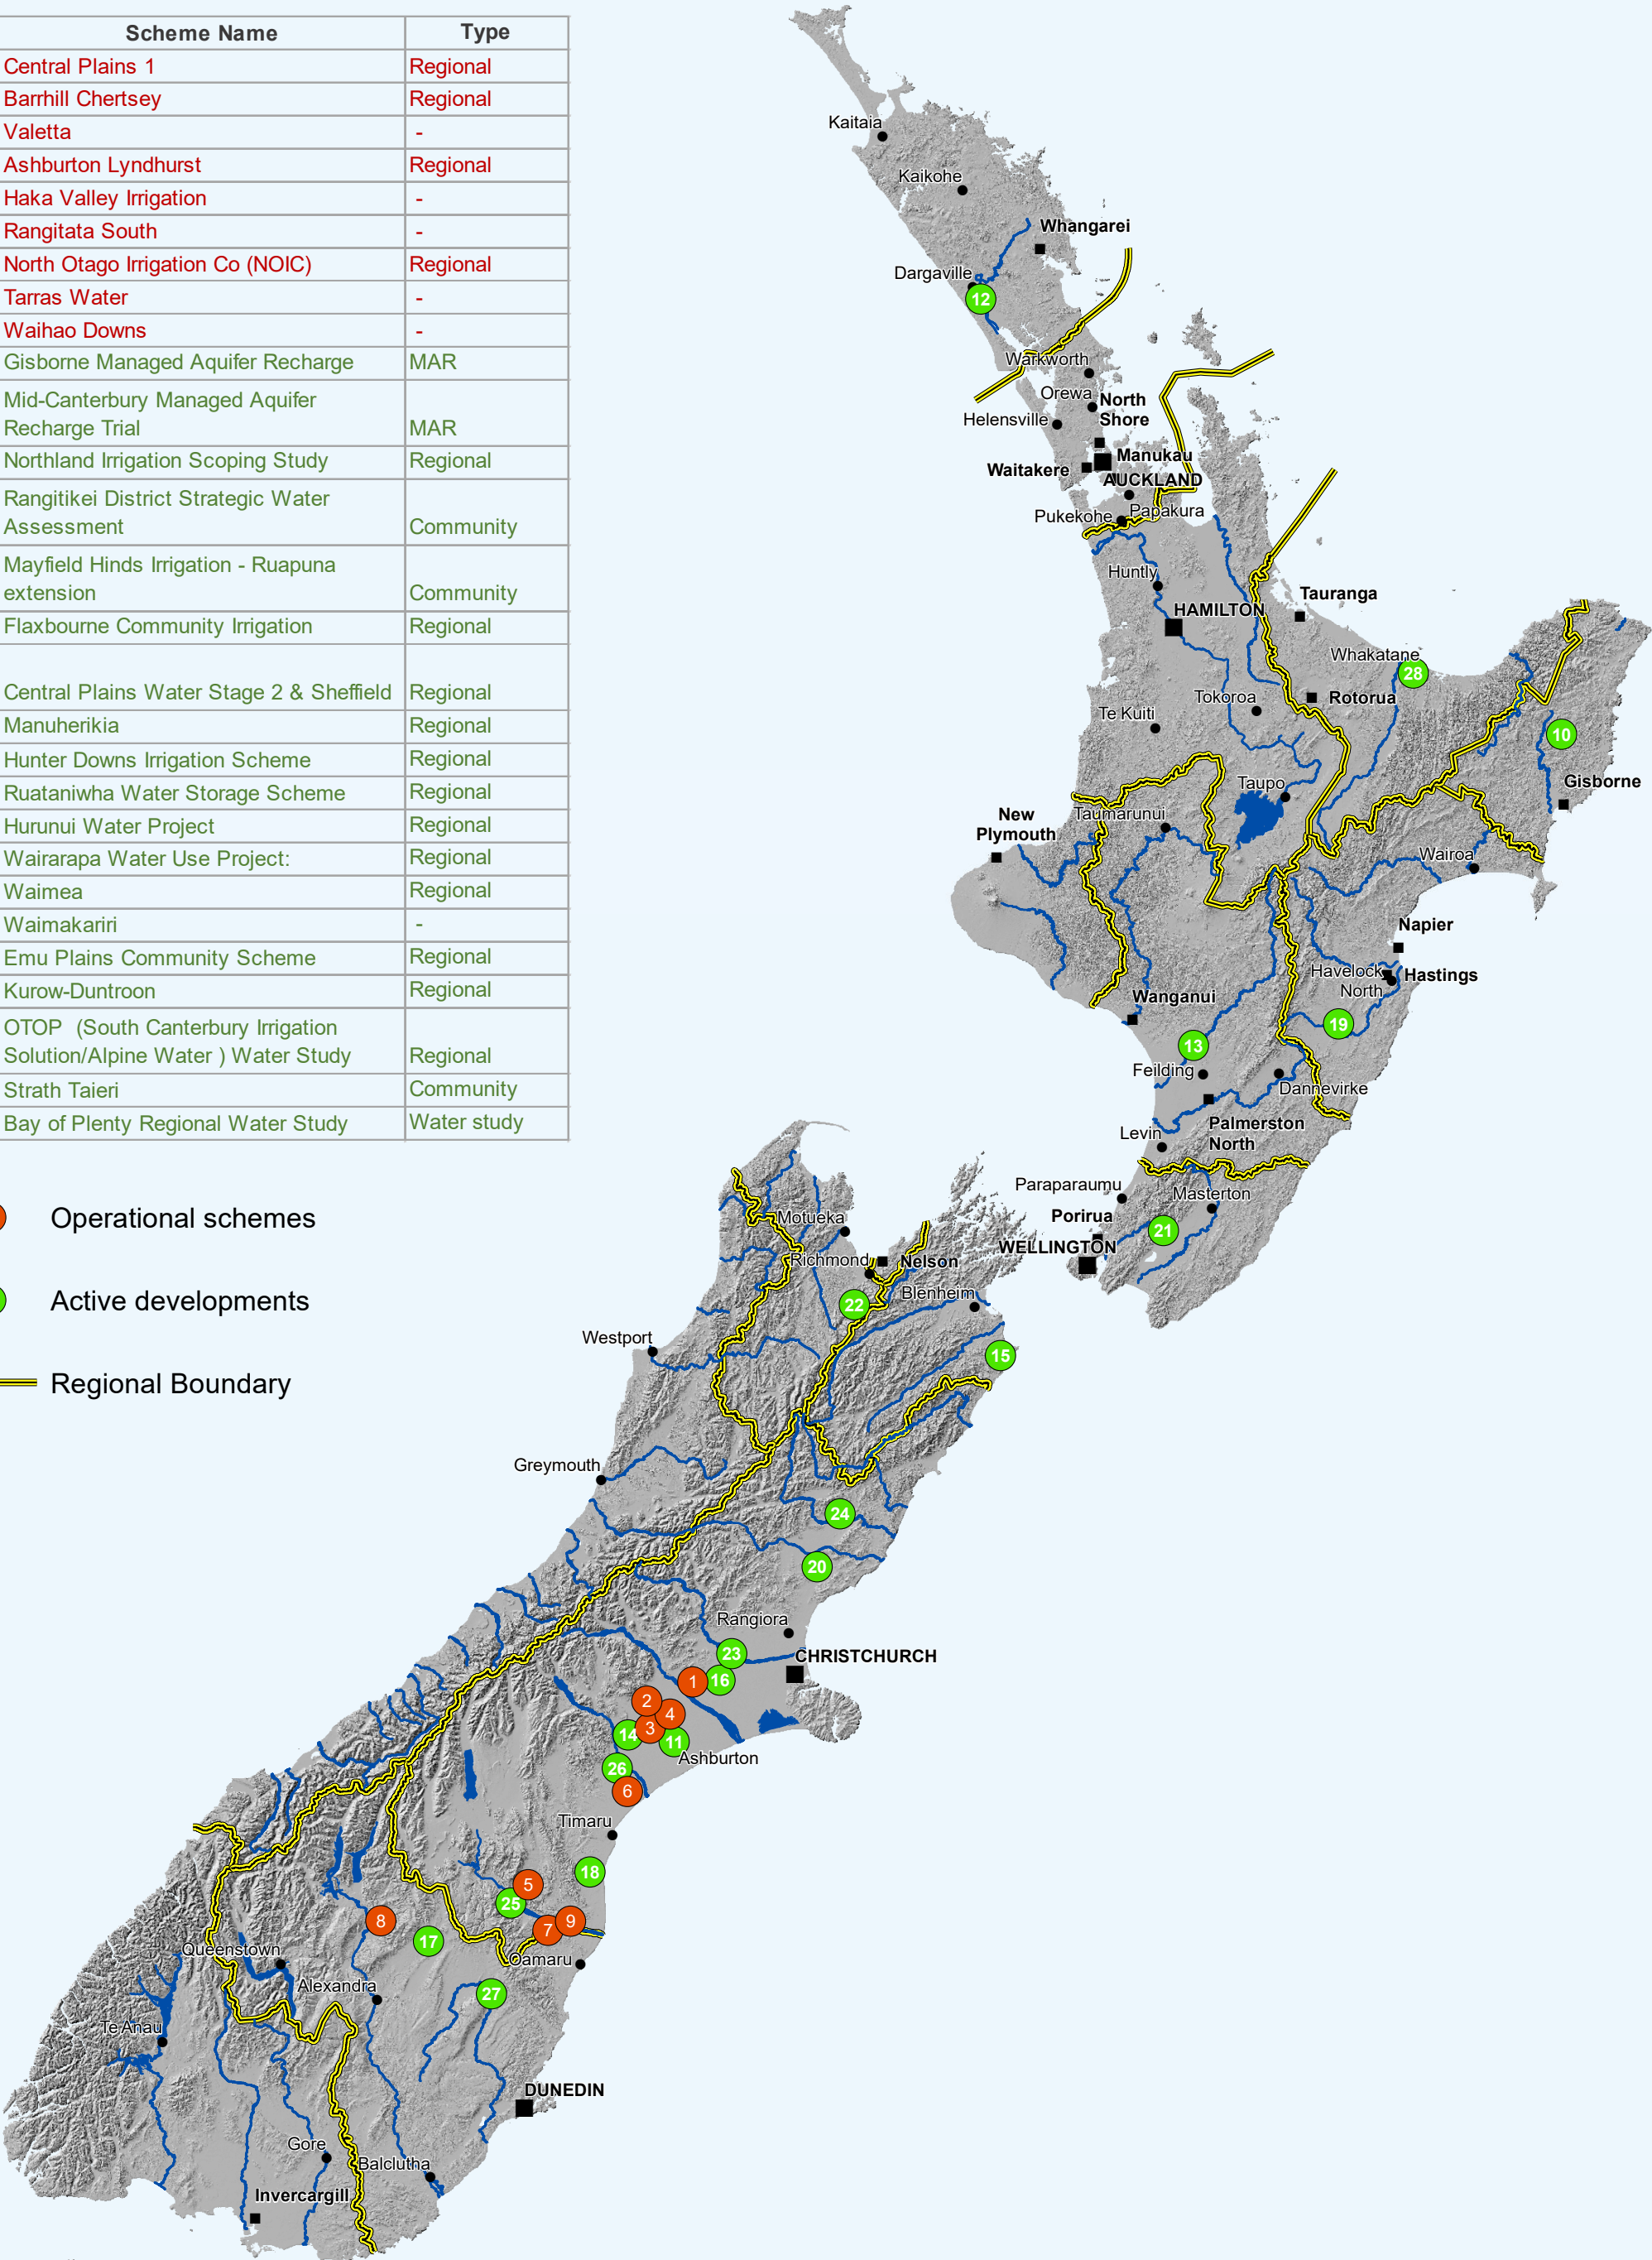 Scheme Name Type
Central Plains 1 Regional
Barrhill Chertsey Regional
Valetta -
Ashburton Lyndhurst Regional
Haka Valley Irrigation -
Rangitata South -
North Otago Irrigation Co (NOIC) Regional
Tarras Water -
Waihao Downs -
Gisborne Managed Aquifer Recharge MAR
Mid-Canterbury Managed Aquifer
Recharge Trial MAR
Northland Irrigation Scoping Study Regional
Rangitikei District Strategic Water
Assessment Community
Mayfield Hinds Irrigation - Ruapuna
extension Community
Flaxbourne Community Irrigation Regional
Central Plains Water Stage 2 & Sheffield Regional
Manuherikia Regional
Hunter Downs Irrigation Scheme Regional
Ruataniwha Water Storage Scheme Regional
Hurunui Water Project Regional
Wairarapa Water Use Project: Regional
Waimea Regional
Waimakariri -
Emu Plains Community Scheme Regional
Kurow-Duntroon Regional
OTOP (South Canterbury Irrigation
Solution/Alpine Water ) Water Study Regional
Strath Taieri Community
Bay of Plenty Regional Water Study Water study
Operational schemes
Active developments
Regional Boundary
Kaitaia
Kaikohe
Whangarei
Dargaville
12
Warkworth
Orewa
North
Shore
Helensville
Manukau
Waitakere
AUCKLAND
Papakura
Pukekohe
Huntly
HAMILTON
Tauranga
Whakatane
28
Tokoroa
Rotorua
Te Kuiti
10
Gisborne
Taupo
New
Plymouth
Taumarunui
Wairoa
Napier
Havelock
North
Hastings
Wanganui
19
13
Feilding
Dannevirke
Palmerston
North
Levin
Paraparaumu
Masterton
Porirua
21
WELLINGTON
Motueka
Richmond
Nelson
22
Blenheim
Westport
15
Greymouth
24
20
Rangiora
23
CHRISTCHURCH
1
16
2
4
3
14
11
Ashburton
26
6
Timaru
18
5
25
8
9
7
17
Oamaru
Queenstown
Alexandra
27
Te Anau
DUNEDIN
Gore
Balclutha
Invercargill